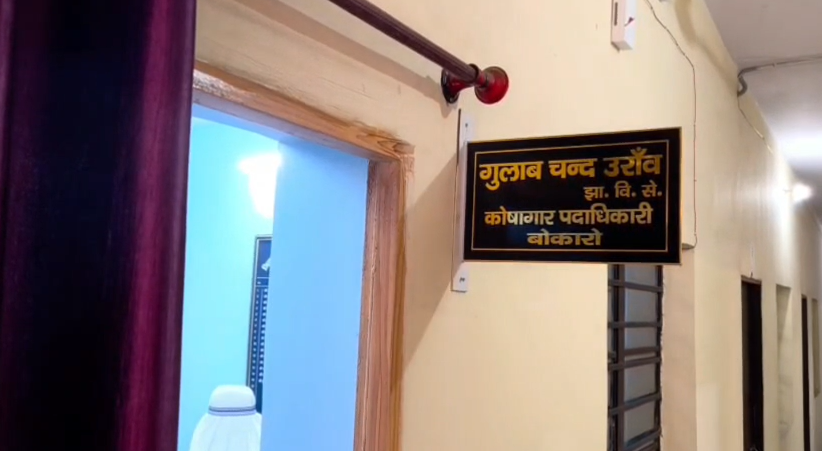 गुलाब चन्द उराँव
झा. वि. से.
कोषागार पदाधिकारी
बोकारो